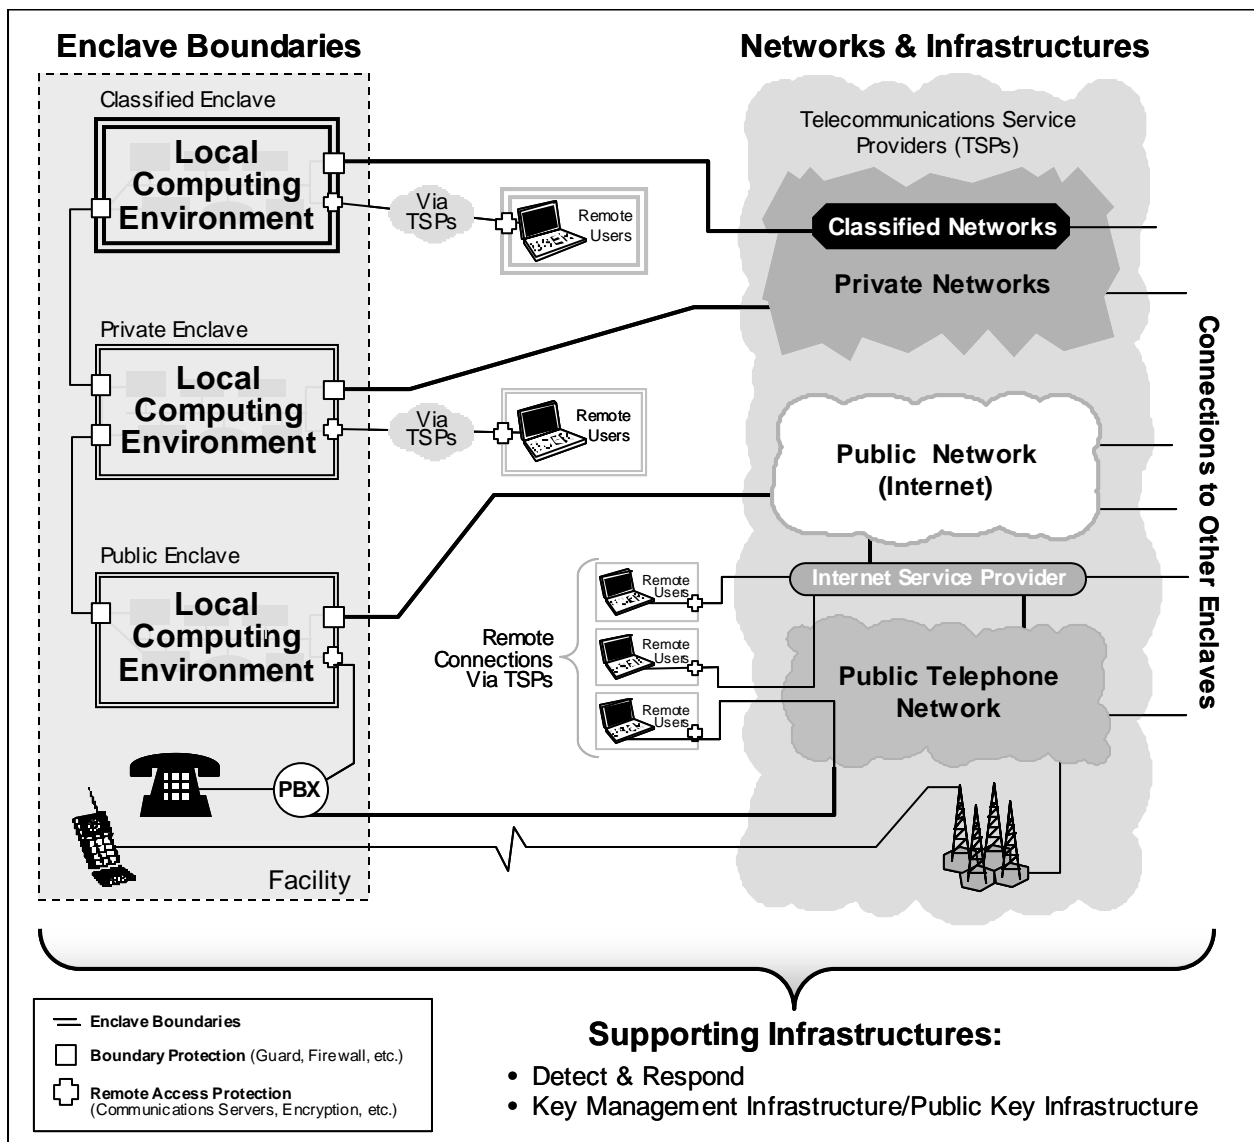 Enclave Boundaries
Networks & Infrastructures
Classified Enclave
Local
Computing
Environment
Via
TSPs
Remote
Users
Telecommunications Service
Providers (TSPs)
Classified Networks
Private Networks
Private Enclave
Local
Computing
Environment
Via
TSPs
Remote
Users
Public Network
(Internet)
Connections to Other Enclaves
Public Enclave
Local
Computing
Environment
Remote
Connections
Via TSPs
Remote
Users
Remote
Users
Remote
Users
Internet Service Provider
Public Telephone
Network
PBX
Facility
Enclave Boundaries
Boundary Protection (Guard, Firewall, etc.)
Remote Access Protection
(Communications Servers, Encryption, etc.)
Supporting Infrastructures:
• Detect & Respond
• Key Management Infrastructure/Public Key Infrastructure